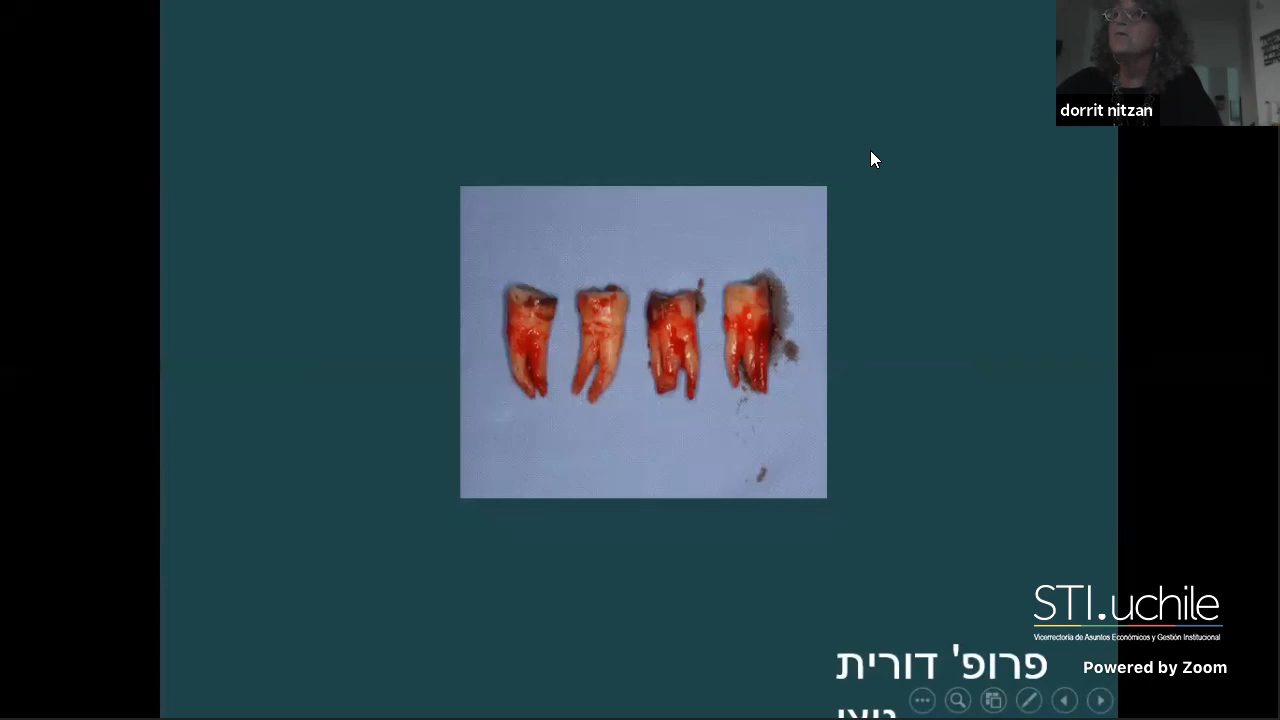 dorrit nitzan
STI.uchile
Vicerrectoría de Asuntos Económicos y Gestión Institucional
פרופ' דורית
Powered by Zoom